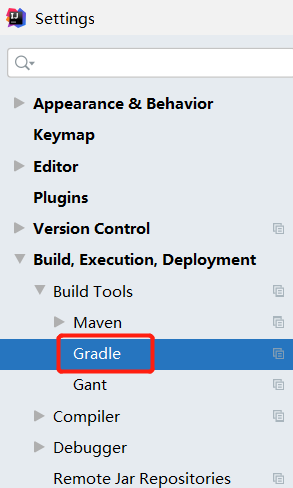 Settings
Appearance & Behavior
Keymap
Editor
Plugins
Version Control
Build, Execution, Deployment
Build Tools
Maven
Gradle
Gant
Compiler
Debugger
Remote Jar Repositories